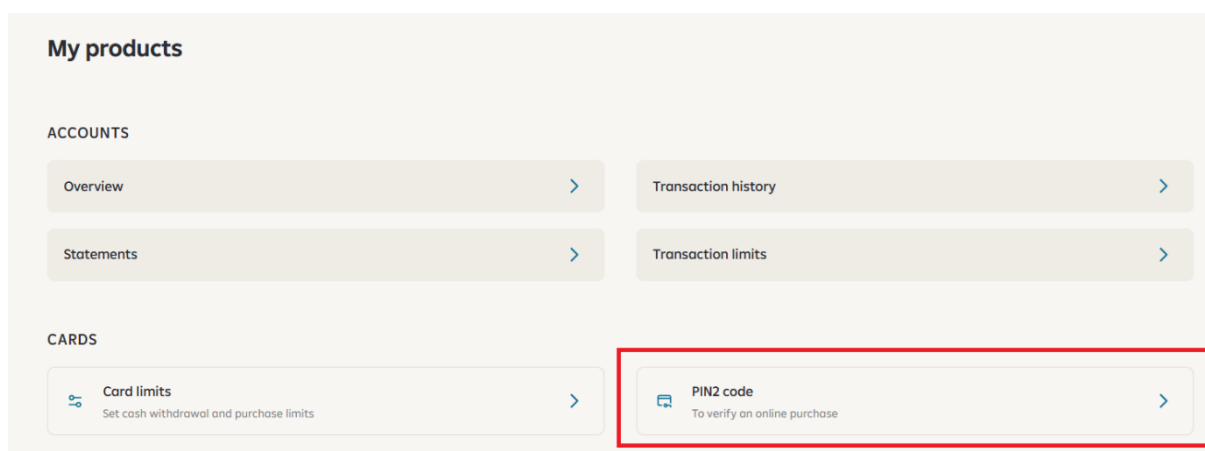 My products
ACCOUNTS
Overview
Transaction history
Statements
Transaction limits
CARDS
Card limits
Set cash withdrawal and purchase limits
PIN2 code
To verify an online purchase